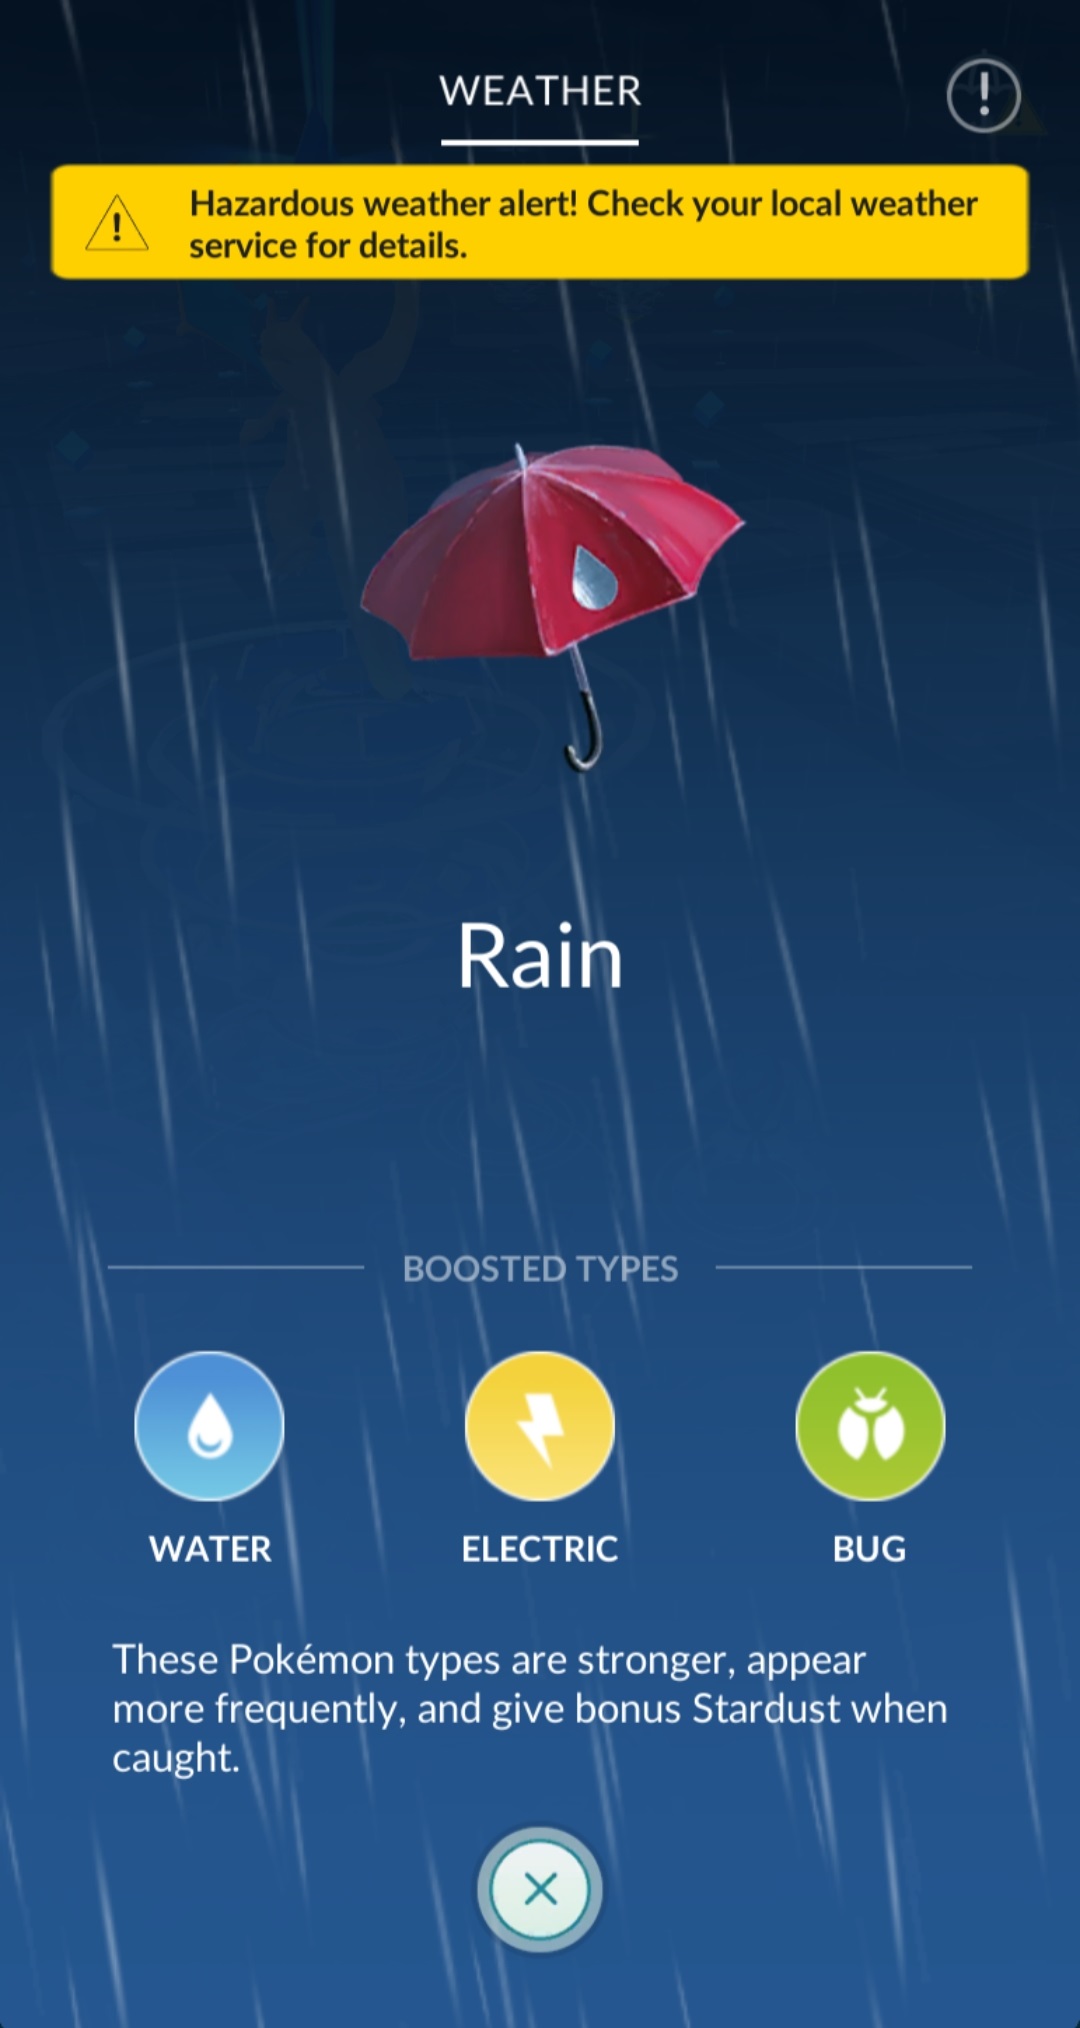 WEATHER
Hazardous weather alert! Check your local weather
service for details.
Rain
BOOSTED TYPES
WATER
ELECTRIC
BUG
These Pokémon types are stronger, appear
more frequently, and give bonus Stardust when
caught.